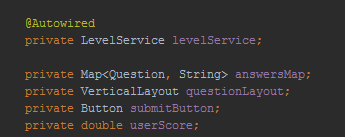 @Autowired
private LevelService levelService;
private Map<Question, String> answersMap;
private VerticalLayout questionLayout;
private Button submitButton;
private double userScore;